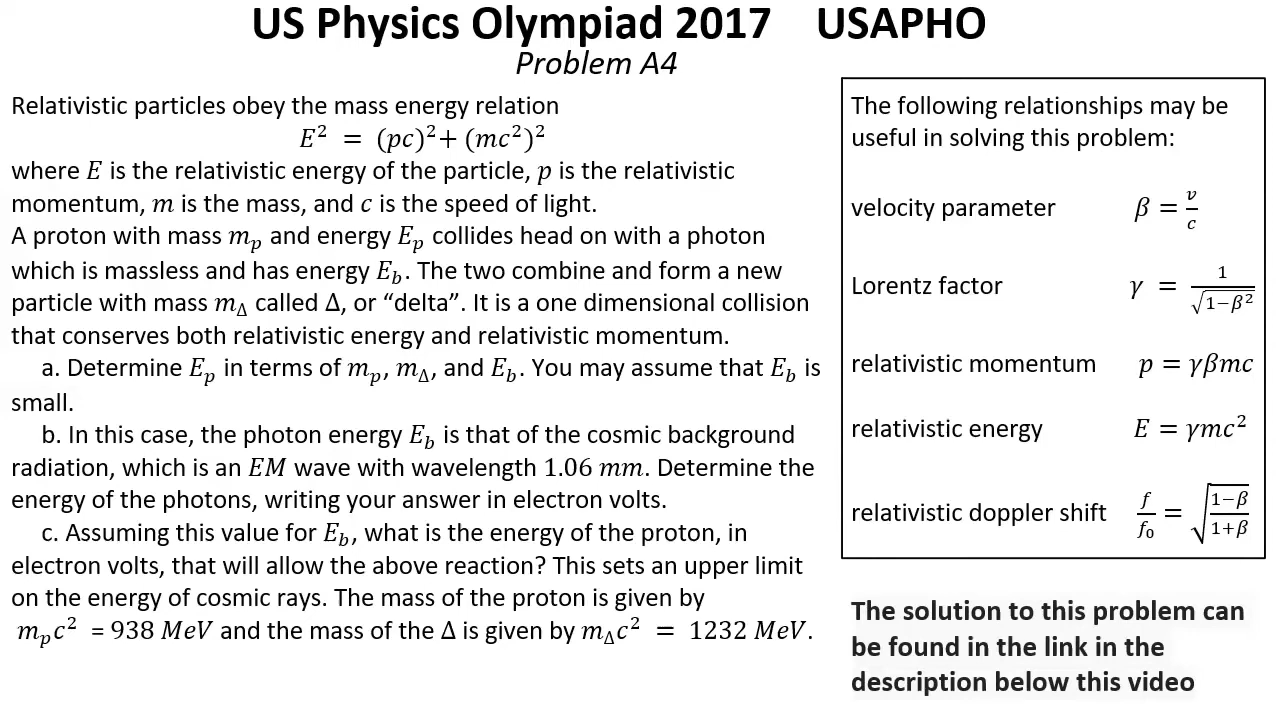 US Physics Olympiad 2017 USAPHO
Problem A4
Relativistic particles obey the mass energy relation
E² = (pc)² + (mc²)²
where E is the relativistic energy of the particle, p is the relativistic
momentum, m is the mass, and c is the speed of light.
A proton with mass mₚ and energy Eₚ collides head on with a photon
which is massless and has energy E_b. The two combine and form a new
particle with mass m_Δ called Δ, or “delta”. It is a one dimensional collision
that conserves both relativistic energy and relativistic momentum.
a. Determine Eₚ in terms of mₚ, m_Δ, and E_b. You may assume that E_b is
small.
b. In this case, the photon energy E_b is that of the cosmic background
radiation, which is an EM wave with wavelength 1.06 mm. Determine the
energy of the photons, writing your answer in electron volts.
c. Assuming this value for E_b, what is the energy of the proton, in
electron volts, that will allow the above reaction? This sets an upper limit
on the energy of cosmic rays. The mass of the proton is given by
mₚc² = 938 MeV and the mass of the Δ is given by m_Δc² = 1232 MeV.
The following relationships may be
useful in solving this problem:
velocity parameter β = v/c
Lorentz factor γ = 1/√(1−β²)
relativistic momentum p = γβmc
relativistic energy E = γmc²
relativistic doppler shift f/f₀ = √((1−β)/(1+β))
The solution to this problem can
be found in the link in the
description below this video